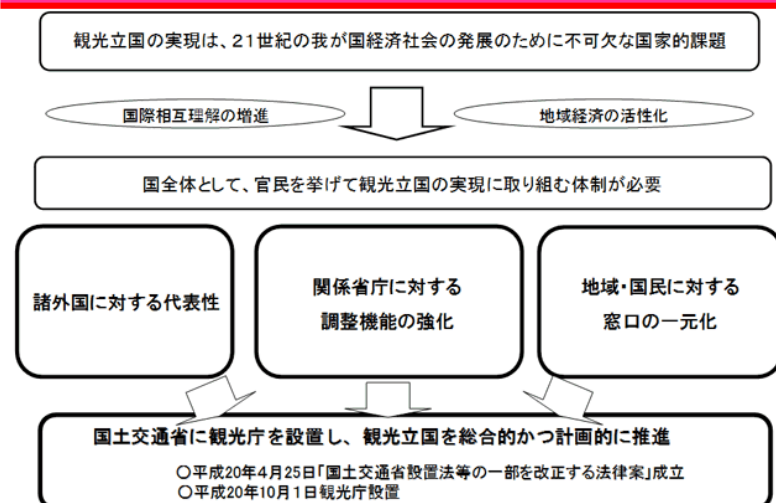 観光立国の実現は、21世紀の我が国経済社会の発展のために不可欠な国家的課題
国際相互理解の増進
地域経済の活性化
国全体として、官民を挙げて観光立国の実現に取り組む体制が必要
諸外国に対する代表性
関係省庁に対する
調整機能の強化
地域・国民に対する
窓口の一元化
国土交通省に観光庁を設置し、観光立国を総合的かつ計画的に推進
○平成20年4月25日「国土交通省設置法等の一部を改正する法律案」成立
○平成20年10月1日観光庁設置